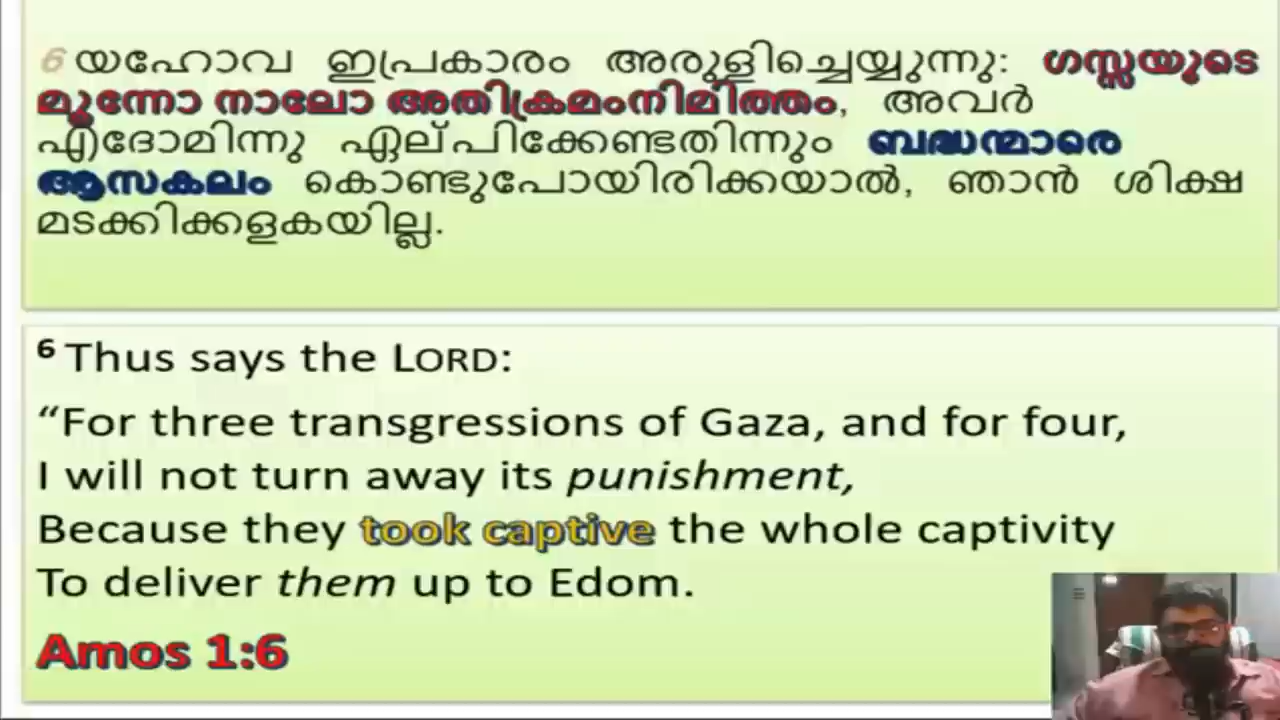 6 യഹോവ ഇപ്രകാരം അരുളിച്ചെയ്യുന്നു: ഗസ്സയുടെ
മൂന്നോ നാലോ അതിക്രമംനിമിത്തം, അവർ
എദോമിന്നു ഏല്പിക്കേണ്ടതിന്നും ബദ്ധന്മാരെ
ആസകലം കൊണ്ടുപോയിരിക്കയാൽ, ഞാൻ ശിക്ഷ
മടക്കിക്കളകയില്ല.
6 Thus says the LORD:
“For three transgressions of Gaza, and for four,
I will not turn away its punishment,
Because they took captive the whole captivity
To deliver them up to Edom.
Amos 1:6